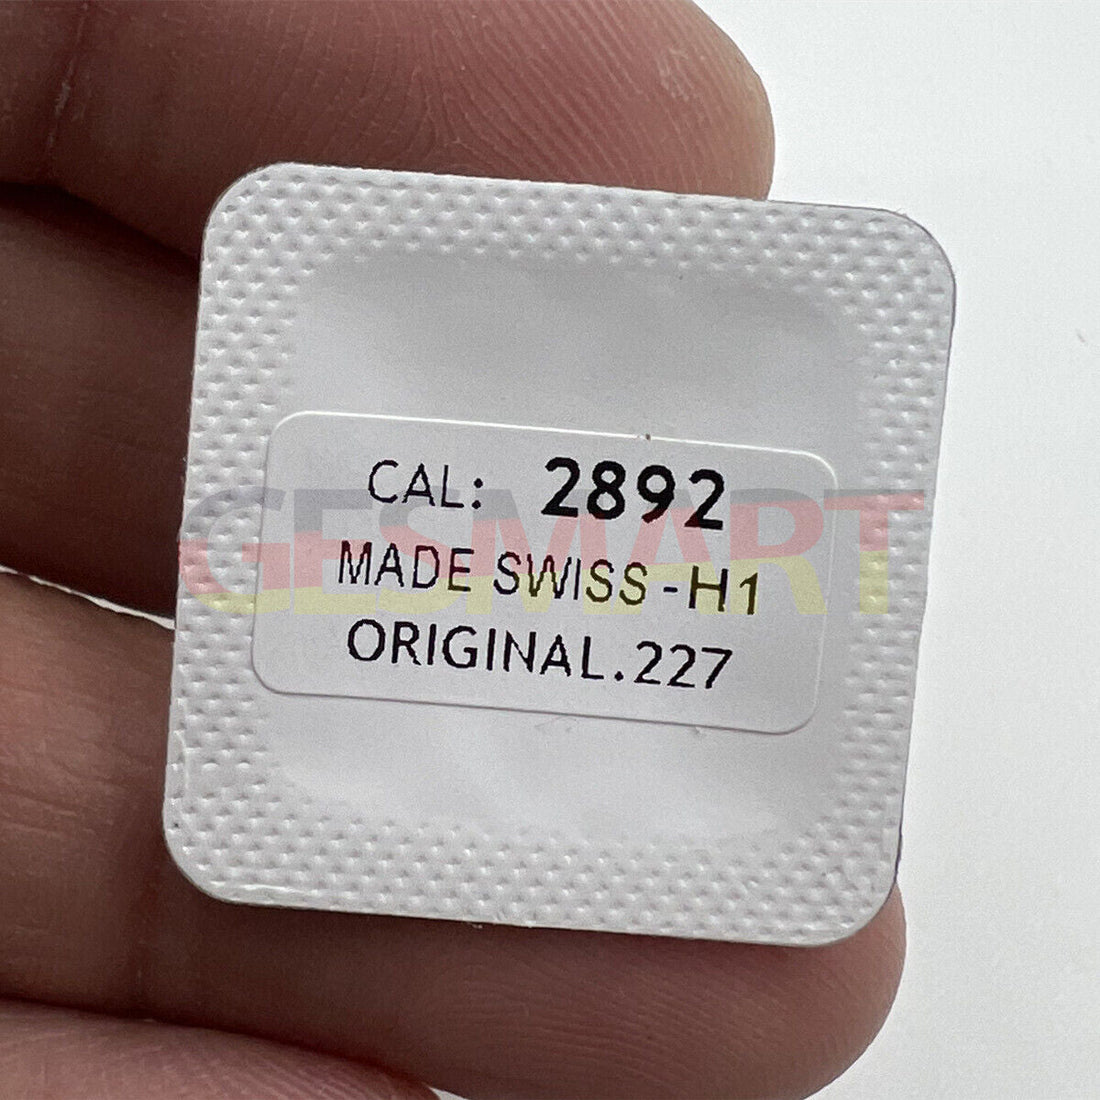 CAL: 2892
MADE SWISS-H1
ORIGINAL.227
GESMART